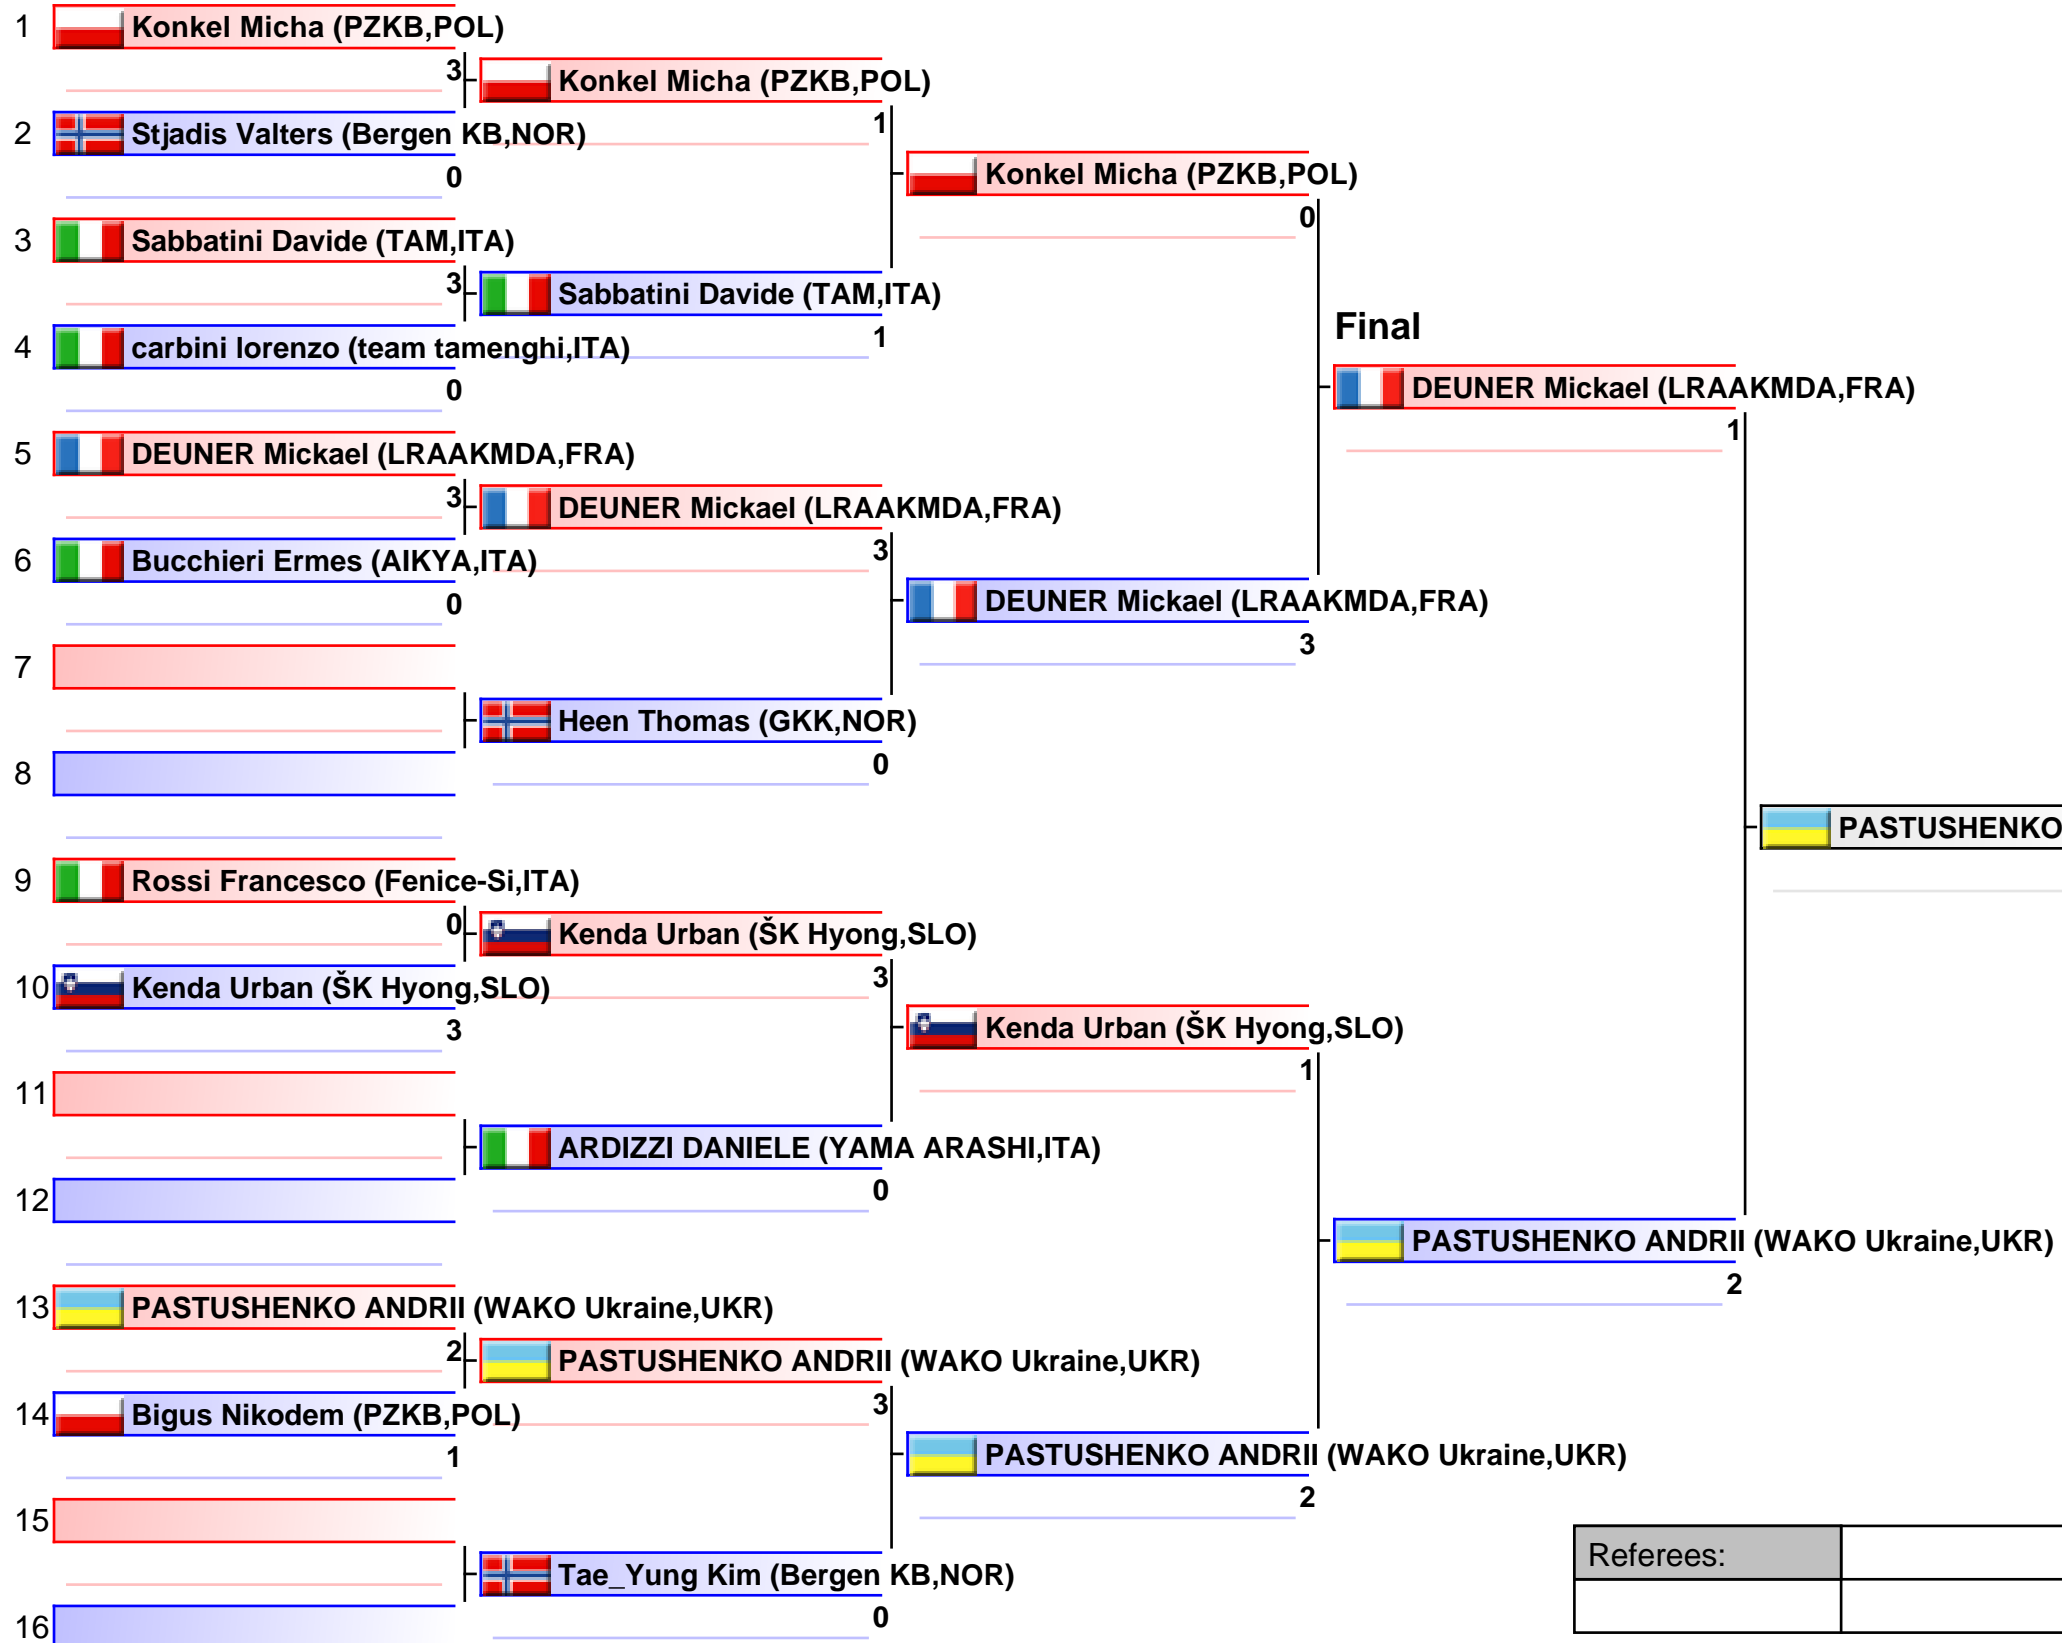 1 Konkel Micha (PZKB,POL)
3 Konkel Micha (PZKB,POL)
2 Stjadis Valters (Bergen KB,NOR) 1
0 Konkel Micha (PZKB,POL)
3 Sabbatini Davide (TAM,ITA) 0
3 Sabbatini Davide (TAM,ITA)
4 carbini lorenzo (team tamenghi,ITA) 1 Final
0 DEUNER Mickael (LRAAKMDA,FRA)
5 DEUNER Mickael (LRAAKMDA,FRA) 1
3 DEUNER Mickael (LRAAKMDA,FRA)
6 Bucchieri Ermes (AIKYA,ITA) 3
0 DEUNER Mickael (LRAAKMDA,FRA)
7 3
Heen Thomas (GKK,NOR)
8 0
PASTUSHENKO
9 Rossi Francesco (Fenice-Si,ITA)
0 Kenda Urban (ŠK Hyong,SLO)
10 Kenda Urban (ŠK Hyong,SLO) 3
3 Kenda Urban (ŠK Hyong,SLO)
11 1
ARDIZZI DANIELE (YAMA ARASHI,ITA)
12 0
PASTUSHENKO ANDRII (WAKO Ukraine,UKR)
13 PASTUSHENKO ANDRII (WAKO Ukraine,UKR) 2
2 PASTUSHENKO ANDRII (WAKO Ukraine,UKR)
14 Bigus Nikodem (PZKB,POL) 3
1 PASTUSHENKO ANDRII (WAKO Ukraine,UKR)
15 2
Referees:
Tae_Yung Kim (Bergen KB,NOR)
16 0